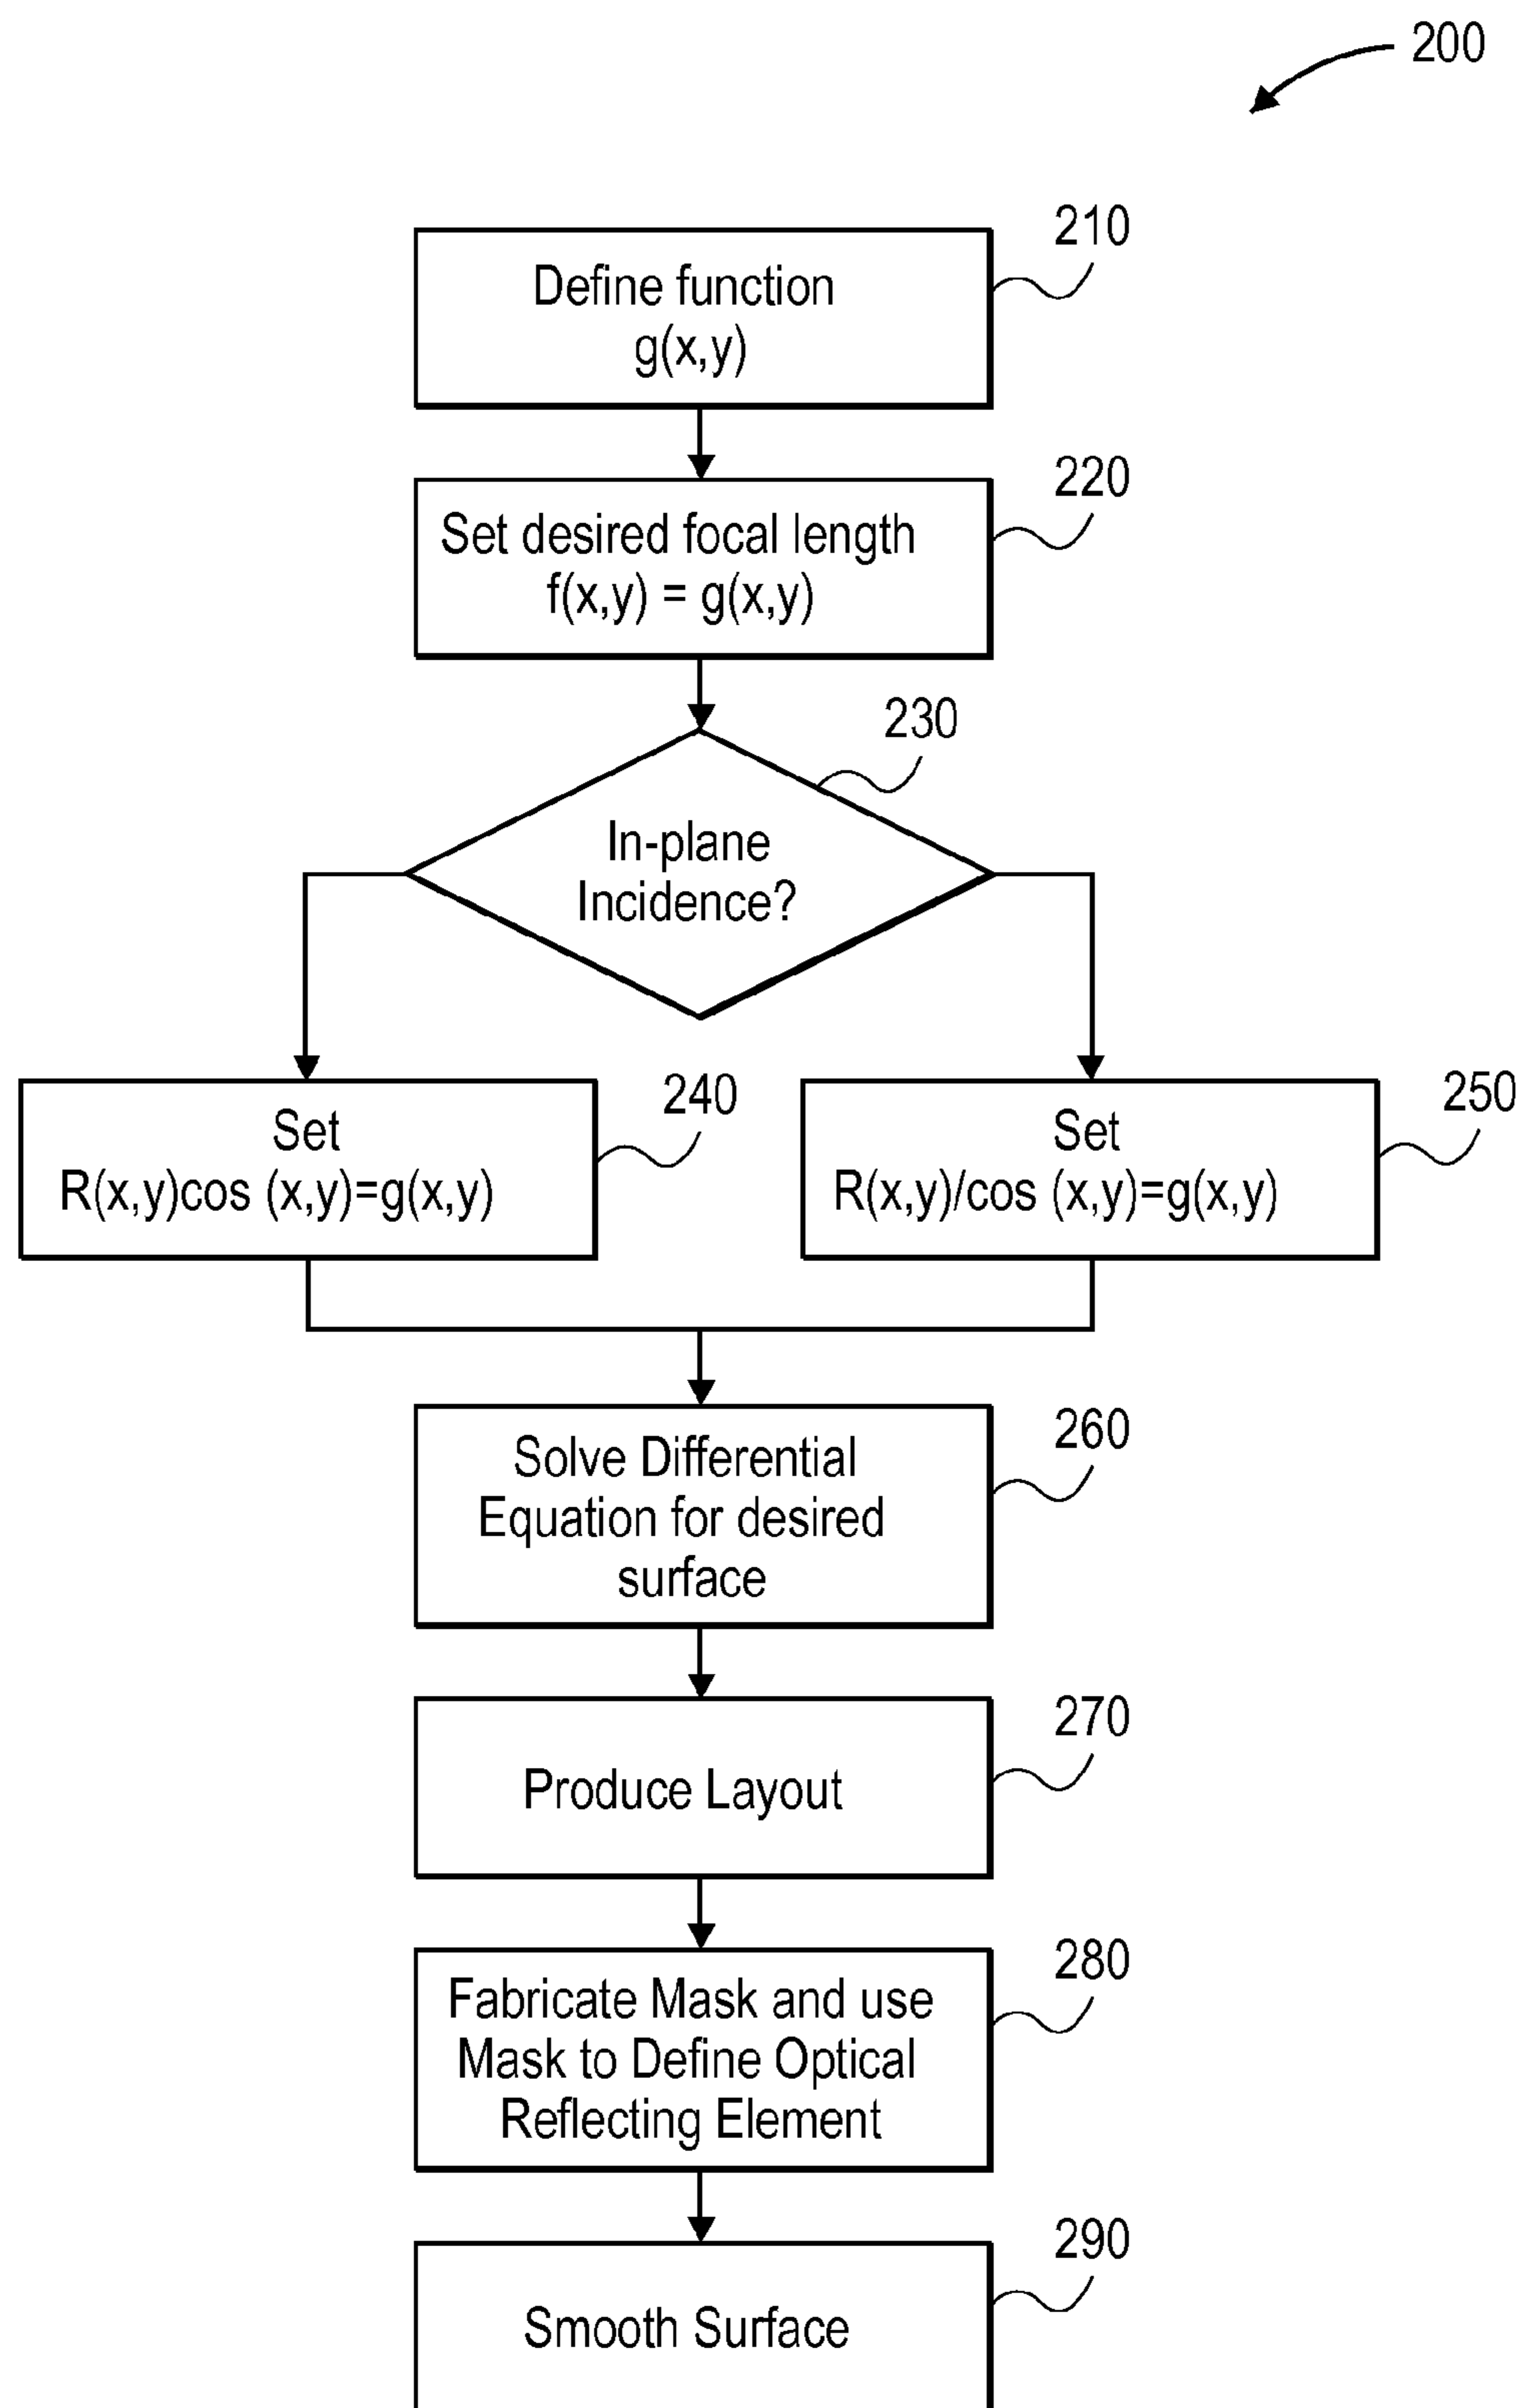 200
210
Define function
g(x,y)
220
Set desired focal length
f(x,y) = g(x,y)
230
In-plane
Incidence?
240
Set
R(x,y)cos (x,y)=g(x,y)
250
Set
R(x,y)/cos (x,y)=g(x,y)
260
Solve Differential
Equation for desired
surface
270
Produce Layout
280
Fabricate Mask and use
Mask to Define Optical
Reflecting Element
290
Smooth Surface